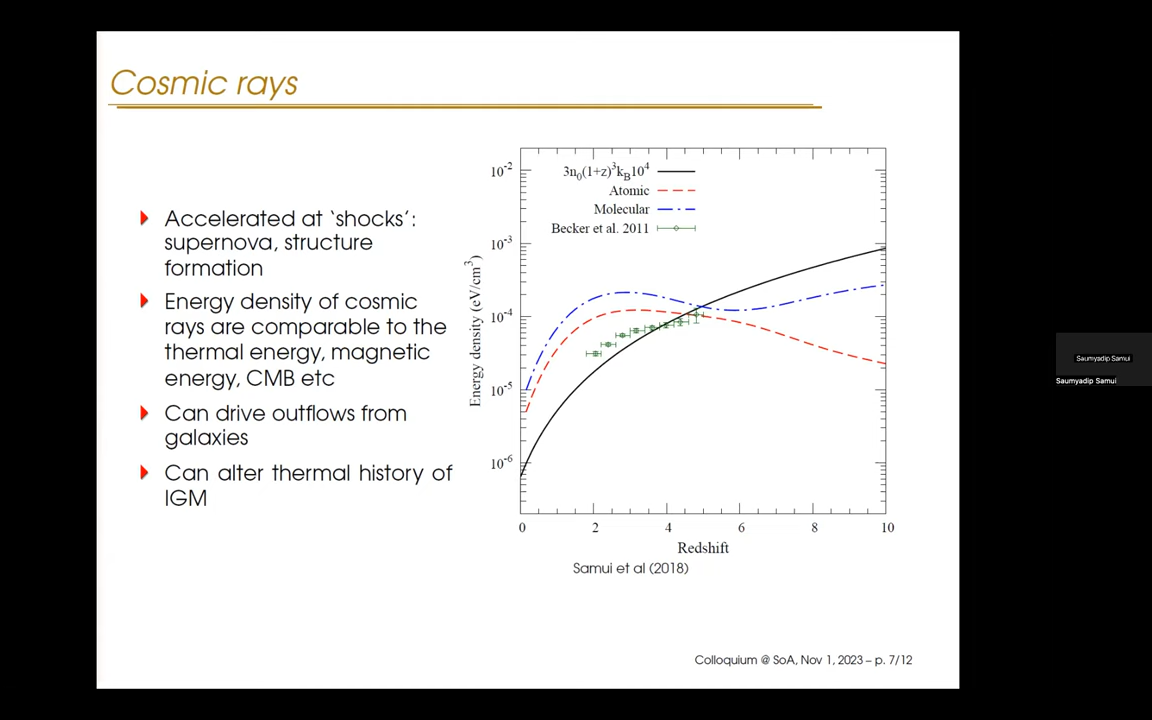 Cosmic rays
Accelerated at ‘shocks’:
supernova, structure
formation
Energy density of cosmic
rays are comparable to the
thermal energy, magnetic
energy, CMB etc
Can drive outflows from
galaxies
Can alter thermal history of
IGM
3n₀(1+z)³k_B10⁴
Atomic
Molecular
Becker et al. 2011
10⁻²
10⁻³
10⁻⁴
10⁻⁵
10⁻⁶
Energy density (eV/cm³)
0 2 4 6 8 10
Redshift
Samui et al (2018)
Colloquium @ SoA, Nov 1, 2023 – p. 7/12
Saumyadip Samui
Saumyadip Samui